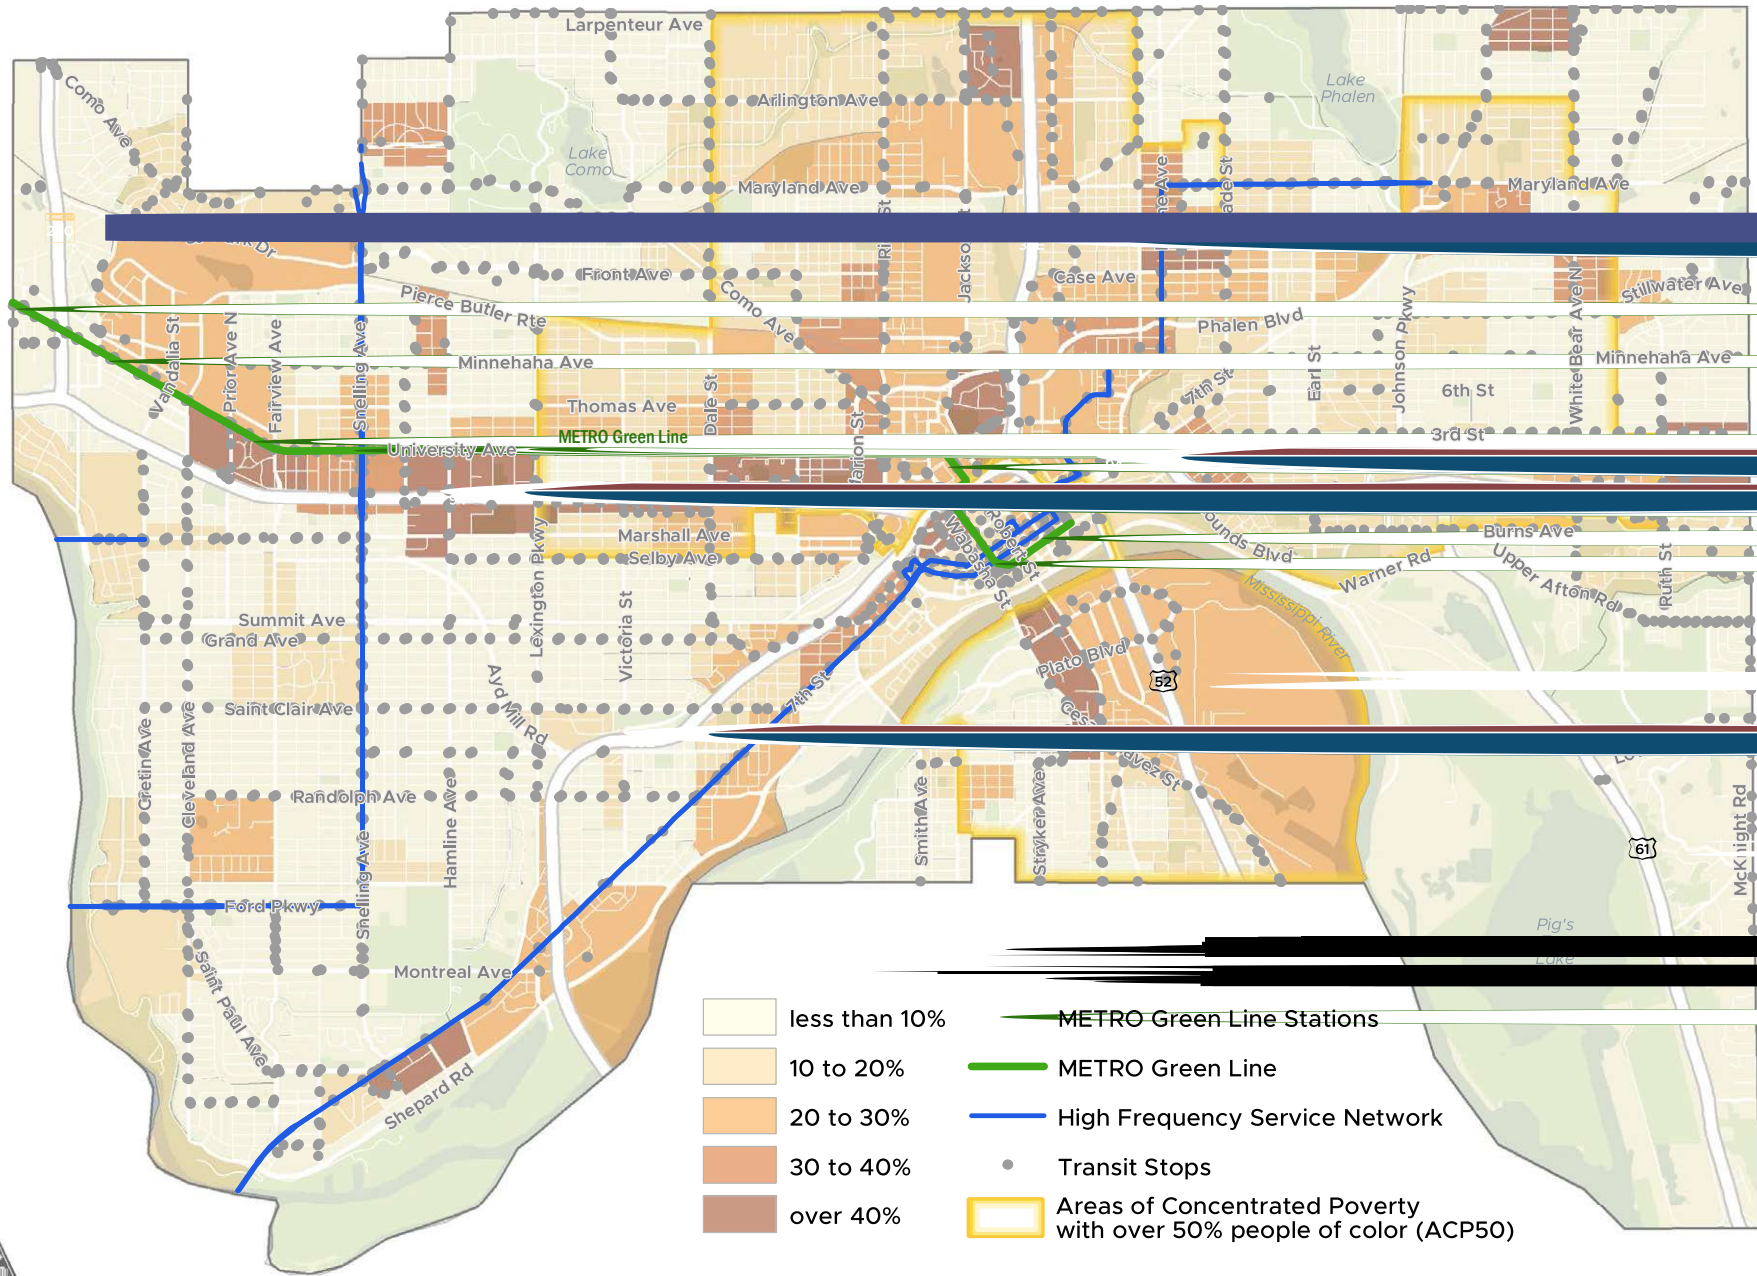 Larpenteur Ave
Como Ave
Arlington Ave
Lake
Phalen
Lake
Como
Maryland Ave
Maryland Ave
Front Ave
Case Ave
Jackson
Pierce Butler Rte
Como Ave
Phalen Blvd
Stillwater Ave
Johnson Pkwy
White Bear Ave N
Vandalia St
Prior Ave N
Fairview Ave
Snelling Ave
Minnehaha Ave
Minnehaha Ave
Earl St
7th St
6th St
Thomas Ave
Dale St
METRO Green Line
3rd St
University Ave
Marshall Ave
Selby Ave
Lexington Pkwy
Wabasha St
Robert St
Burns Ave
Warner Rd
Upper Afton Rd
Ruth St
Mississippi River
Summit Ave
Grand Ave
Victoria St
Plato Blvd
52
Ayd Mill Rd
7th St
Saint Clair Ave
Cretin Ave
Cleveland Ave
Randolph Ave
Hamline Ave
Smith Ave
Stryker Ave
McKnight Rd
61
Snelling Ave
Ford Pkwy
Pig's
Lake
Montreal Ave
Saint Paul Ave
Shepard Rd
less than 10%
10 to 20%
20 to 30%
30 to 40%
over 40%
METRO Green Line Stations
METRO Green Line
High Frequency Service Network
Transit Stops
Areas of Concentrated Poverty
with over 50% people of color (ACP50)